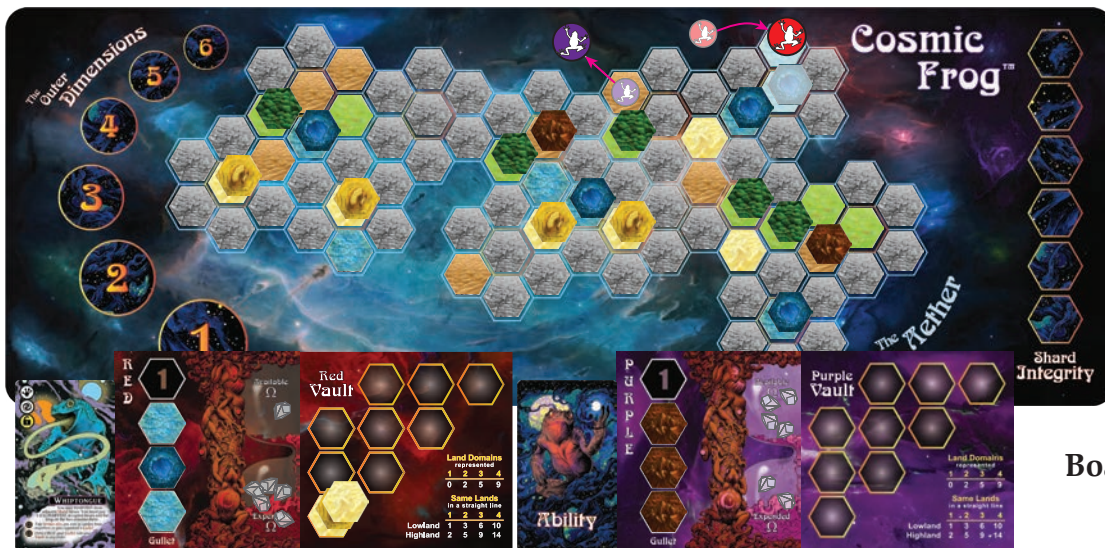 The Outer Dimensions
6
5
4
3
2
1
Cosmic
Frog™
The Aether
Shard
Integrity
WHIPTONGUE
RED
1
Available
Ω
Expended
Ω
Gullet
Red
Vault
Land Domains
represented
1 2 3 4
0 2 5 9
Same Lands
in a straight line
1 2 3 4
Lowland 1 3 6 10
Highland 2 5 9 14
Ability
PURPLE
1
Available
Ω
Expended
Ω
Gullet
Purple
Vault
Land Domains
represented
1 2 3 4
0 2 5 9
Same Lands
in a straight line
1 2 3 4
Lowland 1 3 6 10
Highland 2 5 9 14